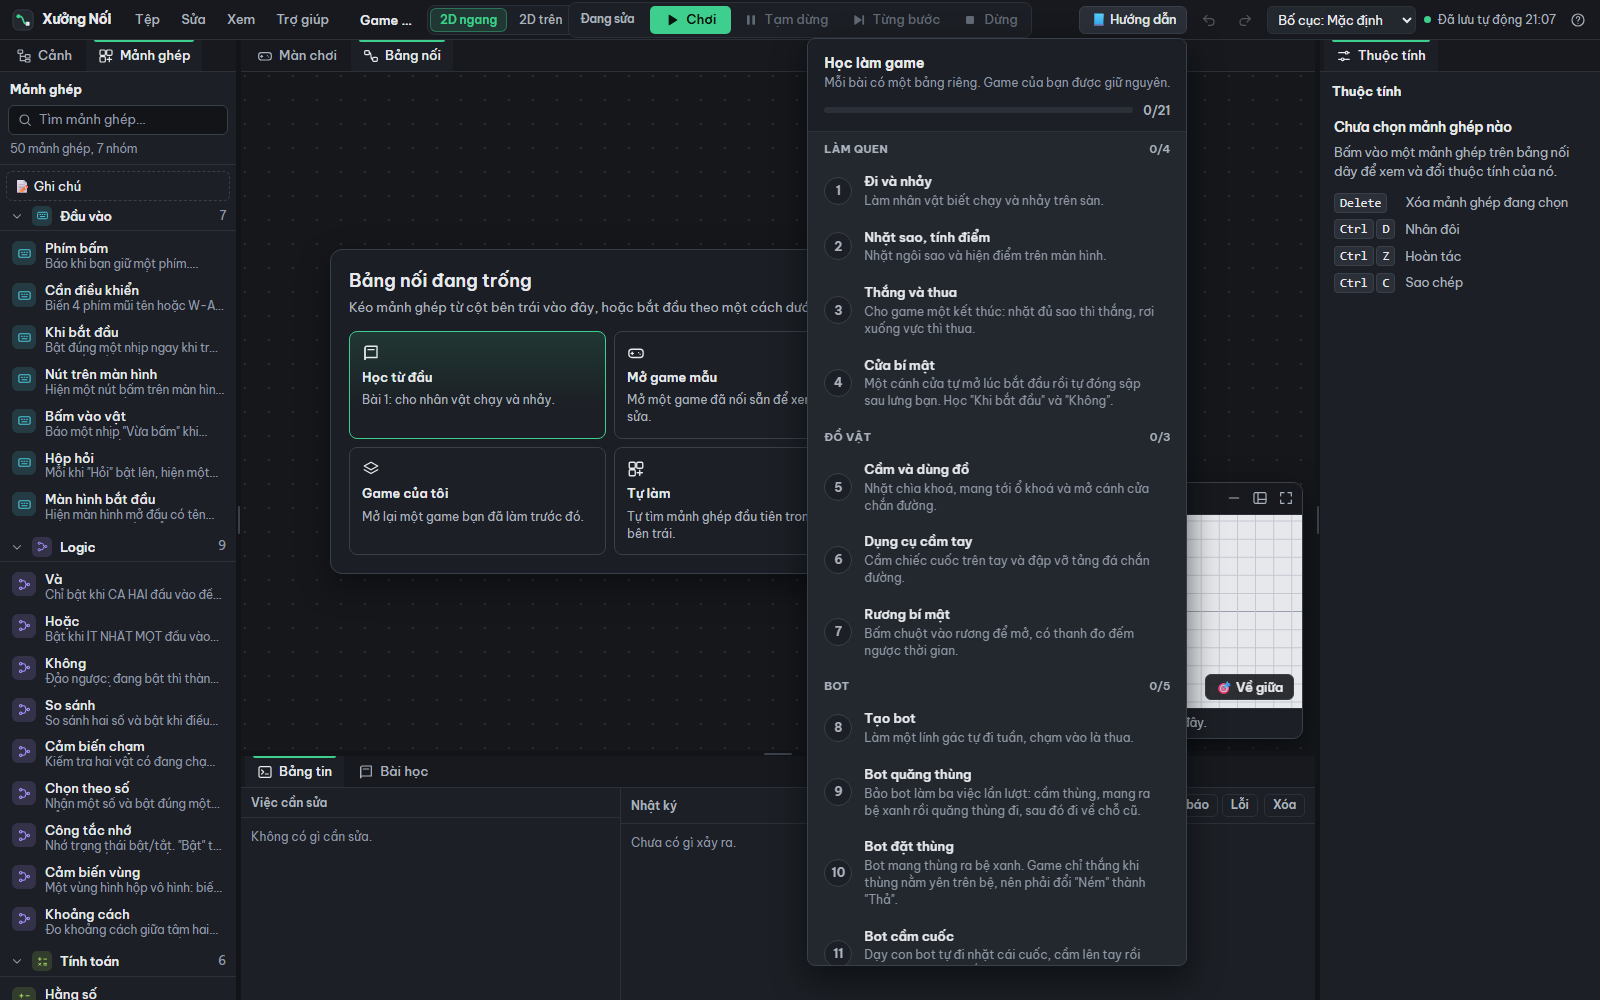 Xưởng Nối
Tệp
Sửa
Xem
Trợ giúp
Game ...
2D ngang
2D trên
Đang sửa
Chơi
Tạm dừng
Từng bước
Dừng
Hướng dẫn
Bố cục: Mặc định
Đã lưu tự động 21:07
Cảnh
Mảnh ghép
Mảnh ghép
Tìm mảnh ghép...
50 mảnh ghép, 7 nhóm
Ghi chú
Đầu vào 7
Phím bấm
Báo khi bạn giữ một phím....
Cần điều khiển
Biến 4 phím mũi tên hoặc W-A...
Khi bắt đầu
Bật đúng một nhịp ngay khi tr...
Nút trên màn hình
Hiện một nút bấm trên màn hìn...
Bấm vào vật
Báo một nhịp "Vừa bấm" khi...
Hộp hỏi
Mỗi khi "Hỏi" bật lên, hiện một...
Màn hình bắt đầu
Hiện màn hình mở đầu có tên...
Logic 9
Và
Chỉ bật khi CẢ HAI đầu vào đề...
Hoặc
Bật khi ÍT NHẤT MỘT đầu vào...
Không
Đảo ngược: đang bật thì thàn...
So sánh
So sánh hai số và bật khi điều...
Cảm biến chạm
Kiểm tra hai vật có đang chạ...
Chọn theo số
Nhận một số và bật đúng một...
Công tắc nhớ
Nhớ trạng thái bật/tắt. "Bật" t...
Cảm biến vùng
Một vùng hình hộp vô hình: biế...
Khoảng cách
Đo khoảng cách giữa tâm hai...
Tính toán 6
Hằng số
Màn chơi
Bảng nối
Bảng nối đang trống
Kéo mảnh ghép từ cột bên trái vào đây, hoặc bắt đầu theo một cách dướ
Học từ đầu
Bài 1: cho nhân vật chạy và nhảy.
Mở game mẫu
Mở một game đã nối sẵn để xe
sửa.
Game của tôi
Mở lại một game bạn đã làm trước đó.
Tự làm
Tự tìm mảnh ghép đầu tiên tron
bên trái.
Học làm game
Mỗi bài có một bảng riêng. Game của bạn được giữ nguyên.
0/21
LÀM QUEN 0/4
1
Đi và nhảy
Làm nhân vật biết chạy và nhảy trên sàn.
2
Nhặt sao, tính điểm
Nhặt ngôi sao và hiện điểm trên màn hình.
3
Thắng và thua
Cho game một kết thúc: nhặt đủ sao thì thắng, rơi
xuống vực thì thua.
4
Cửa bí mật
Một cánh cửa tự mở lúc bắt đầu rồi tự đóng sập
sau lưng bạn. Học "Khi bắt đầu" và "Không".
ĐỒ VẬT 0/3
5
Cầm và dùng đồ
Nhặt chìa khoá, mang tới ổ khoá và mở cánh cửa
chắn đường.
6
Dụng cụ cầm tay
Cầm chiếc cuốc trên tay và đập vỡ tảng đá chắn
đường.
7
Rương bí mật
Bấm chuột vào rương để mở, có thanh đo đếm
ngược thời gian.
BOT 0/5
8
Tạo bot
Làm một lính gác tự đi tuần, chạm vào là thua.
9
Bot quăng thùng
Bảo bot làm ba việc lần lượt: cầm thùng, mang ra
bệ xanh rồi quăng thùng đi, sau đó đi về chỗ cũ.
10
Bot đặt thùng
Bot mang thùng ra bệ xanh. Game chỉ thắng khi
thùng nằm yên trên bệ, nên phải đổi "Ném" thành
"Thả".
11
Bot cầm cuốc
Dạy con bot tự đi nhặt cái cuốc, cầm lên tay rồi
Về giữa
đây.
Bảng tin
Bài học
Việc cần sửa
Không có gì cần sửa.
Nhật ký
Chưa có gì xảy ra.
báo
Lỗi
Xóa
Thuộc tính
Thuộc tính
Chưa chọn mảnh ghép nào
Bấm vào một mảnh ghép trên bảng nối
dây để xem và đổi thuộc tính của nó.
Delete Xóa mảnh ghép đang chọn
Ctrl D Nhân đôi
Ctrl Z Hoàn tác
Ctrl C Sao chép